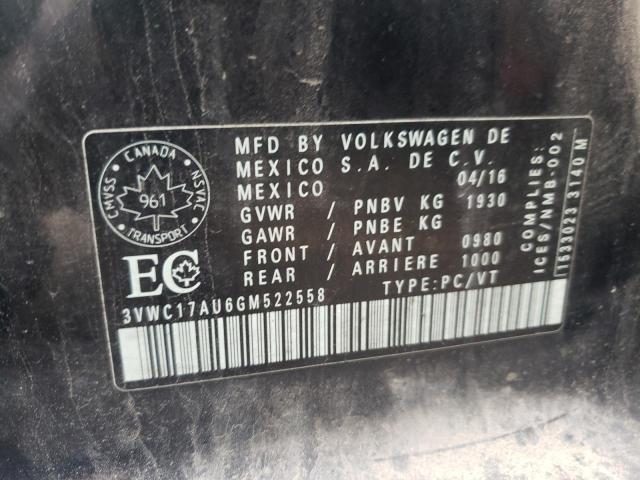 CANADA
CMVSS
NSVAC
961
TRANSPORT
EC
MFD BY VOLKSWAGEN DE
MEXICO S.A. DE C.V.
MEXICO 04/16
GVWR / PNBV KG 1930
GAWR / PNBE KG
FRONT / AVANT 0980
REAR / ARRIERE 1000
TYPE:PC/VT
3VWC17AU6GM522558
COMPLIES:
ICES/NMB-002
1533023 3140 M